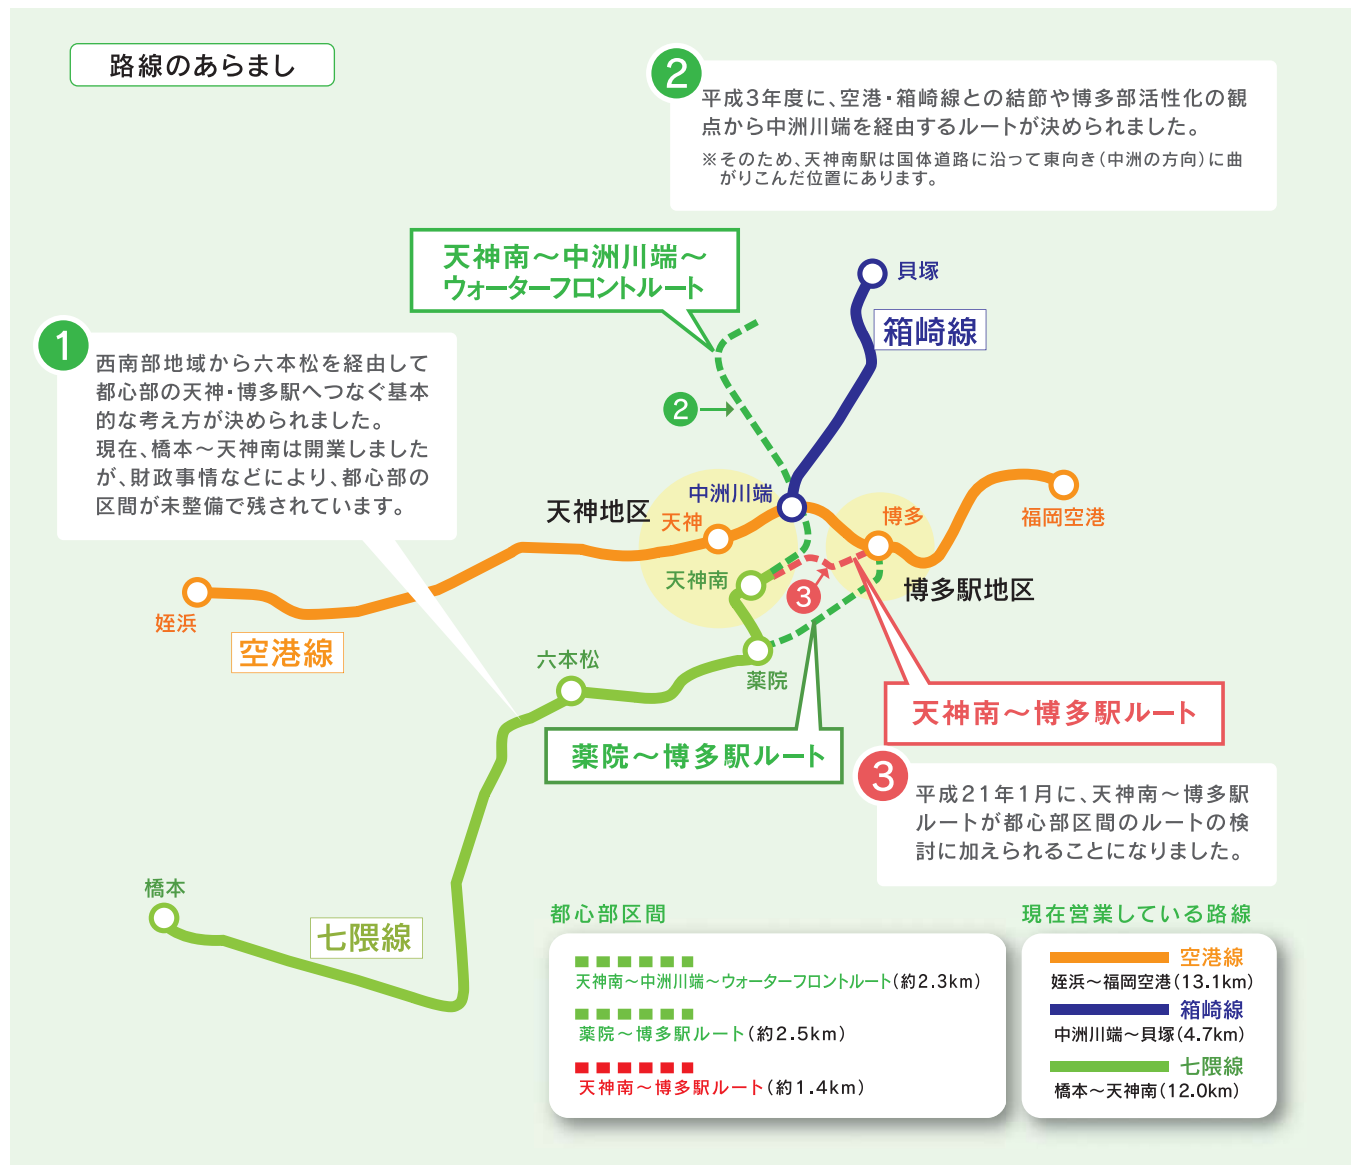 路線のあらまし
2
平成3年度に、空港・箱崎線との結節や博多部活性化の観
点から中洲川端を経由するルートが決められました。
※そのため、天神南駅は国体道路に沿って東向き(中洲の方向)に曲
がりこんだ位置にあります。
天神南～中洲川端～
ウォーターフロントルート
貝塚
箱崎線
1
西南部地域から六本松を経由して
都心部の天神・博多駅へつなぐ基本
的な考え方が決められました。
現在、橋本～天神南は開業しました
が、財政事情などにより、都心部の
区間が未整備で残されています。
2
中洲川端
天神地区
天神
博多
福岡空港
天神南
3
博多駅地区
姪浜
空港線
六本松
薬院
天神南～博多駅ルート
薬院～博多駅ルート
3
平成21年1月に、天神南～博多駅
ルートが都心部区間のルートの検
討に加えられることになりました。
橋本
七隈線
都心部区間
天神南～中洲川端～ウォーターフロントルート(約2.3km)
薬院～博多駅ルート(約2.5km)
天神南～博多駅ルート(約1.4km)
現在営業している路線
空港線
姪浜～福岡空港(13.1km)
箱崎線
中洲川端～貝塚(4.7km)
七隈線
橋本～天神南(12.0km)